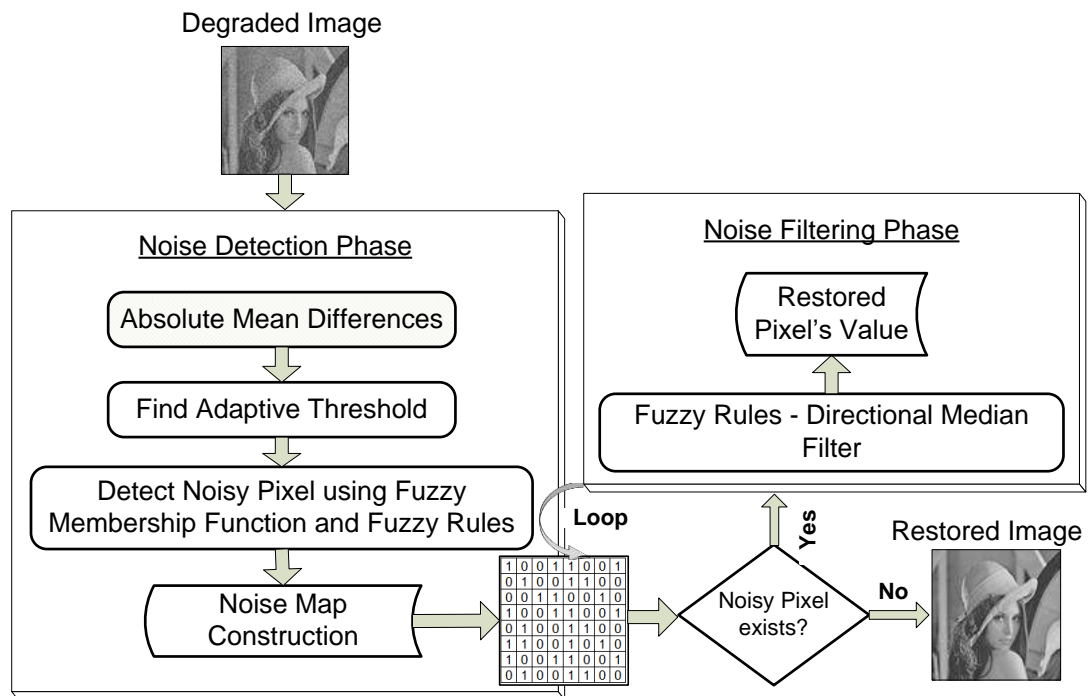 Degraded Image
Noise Detection Phase
Absolute Mean Differences
Find Adaptive Threshold
Detect Noisy Pixel using Fuzzy
Membership Function and Fuzzy Rules
Noise Map
Construction
1 0 0 1 1 0 0 1
0 1 0 0 1 1 0 0
0 0 1 1 0 0 1 0
1 0 0 1 1 0 0 1
0 1 0 0 1 1 0 0
1 1 0 0 1 0 1 0
1 0 0 1 1 0 0 1
0 1 0 0 1 1 0 0
Loop
Noise Filtering Phase
Restored
Pixel’s Value
Fuzzy Rules - Directional Median
Filter
Yes
Noisy Pixel
exists?
No
Restored Image